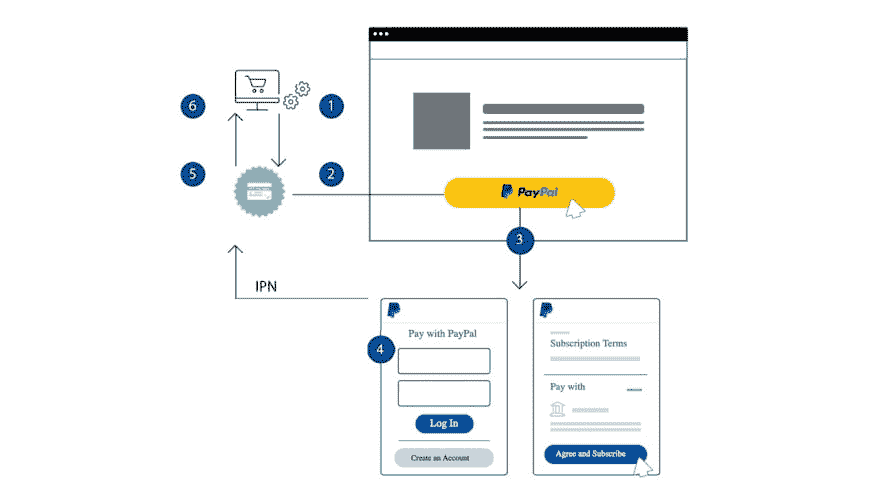 6
1
5
2
PayPal
3
IPN
4
Pay with PayPal
Log In
Create an Account
Subscription Terms
Pay with
Agree and Subscribe